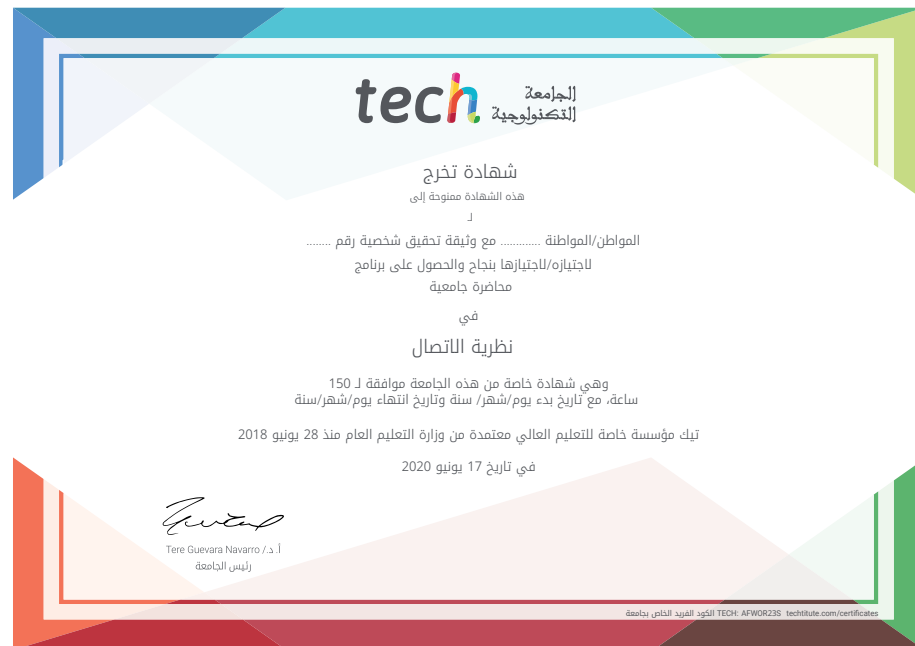 tech الجامعة
التكنولوجية
شهادة تخرج
هذه الشهادة ممنوحة إلى
لـ
المواطن/المواطنة ............ مع وثيقة تحقيق شخصية رقم ........
لاجتيازه/لاجتيازها بنجاح والحصول على برنامج
محاضرة جامعية
في
نظرية الاتصال
وهي شهادة خاصة من هذه الجامعة موافقة لـ 150
ساعة، مع تاريخ بدء يوم/شهر/ سنة وتاريخ انتهاء يوم/شهر/سنة
تيك مؤسسة خاصة للتعليم العالي معتمدة من وزارة التعليم العام منذ 28 يونيو 2018
في تاريخ 17 يونيو 2020
أ.د./ Tere Guevara Navarro
رئيس الجامعة
الكود الفريد الخاص بجامعة TECH: AFWOR23S techtitute.com/certificates